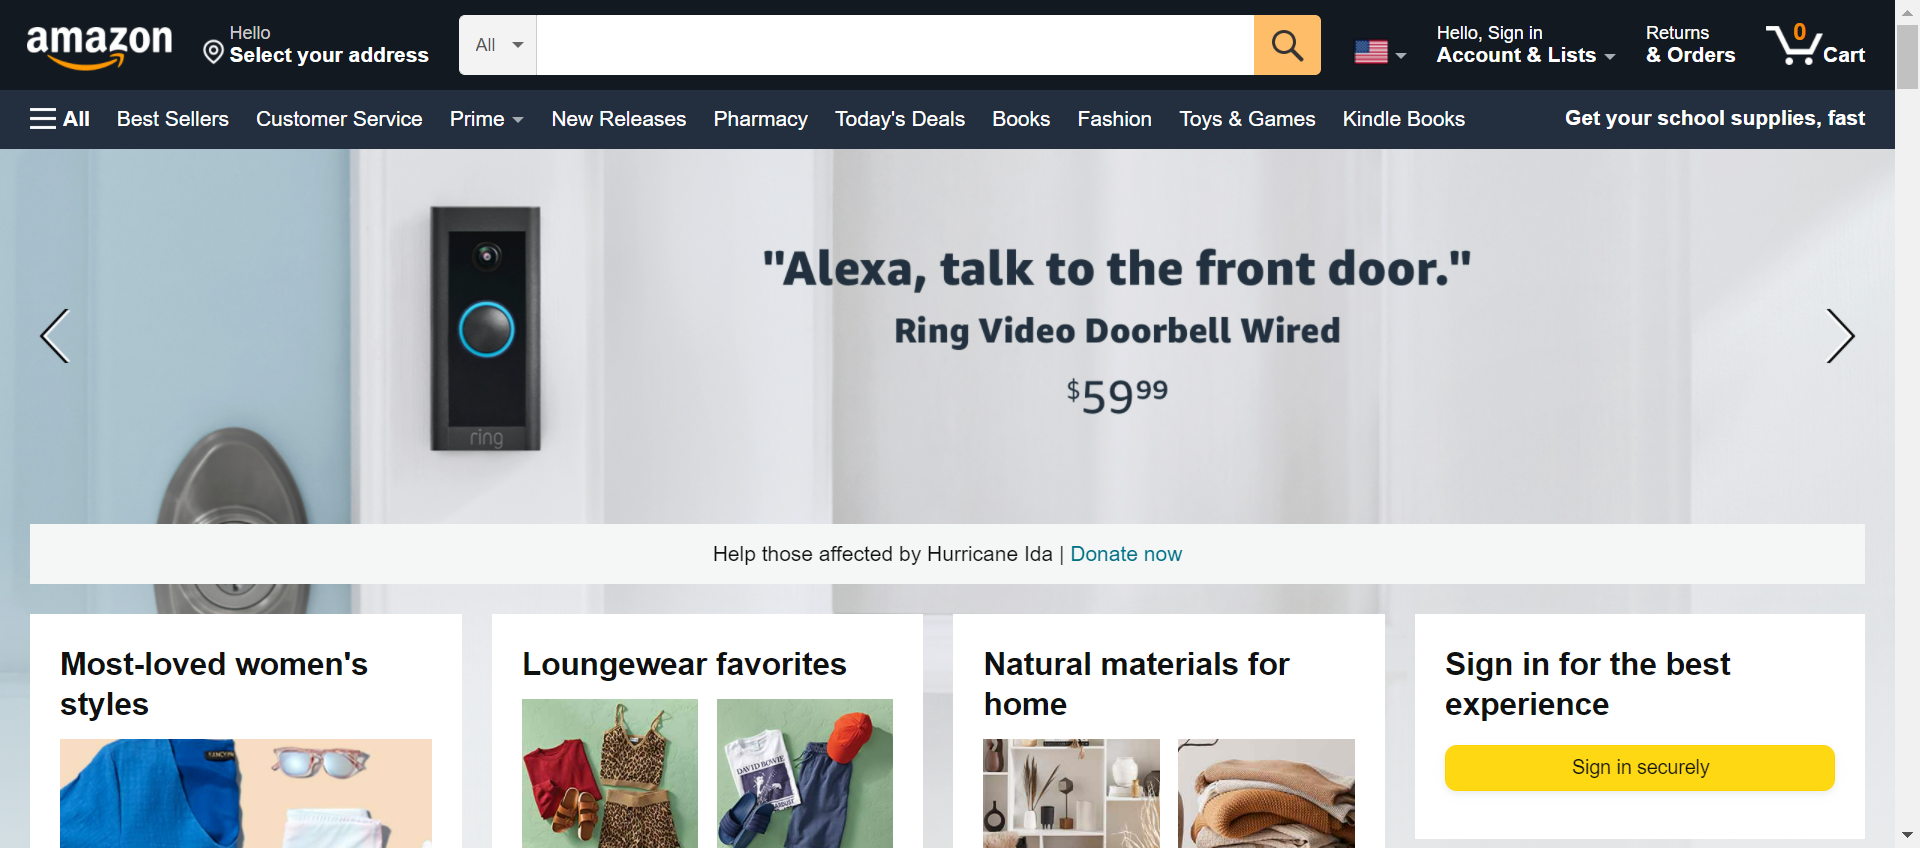 amazon
Hello
Select your address
All
Hello, Sign in
Account & Lists
Returns
& Orders
0
Cart
All
Best Sellers
Customer Service
Prime
New Releases
Pharmacy
Today's Deals
Books
Fashion
Toys & Games
Kindle Books
Get your school supplies, fast
"Alexa, talk to the front door."
Ring Video Doorbell Wired
$5999
ring
Help those affected by Hurricane Ida | Donate now
Most-loved women's
styles
Loungewear favorites
DAVID BOWIE
Natural materials for
home
Sign in for the best
experience
Sign in securely